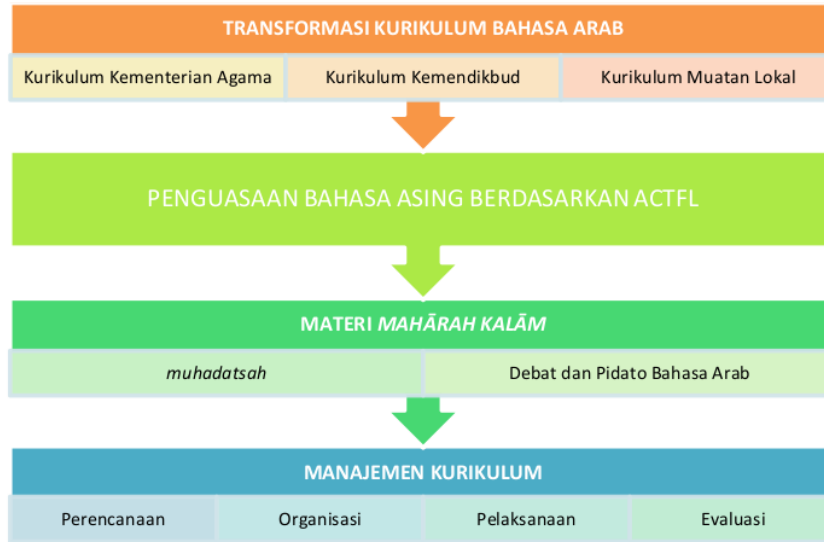 TRANSFORMASI KURIKULUM BAHASA ARAB
Kurikulum Kementerian Agama
Kurikulum Kemendikbud
Kurikulum Muatan Lokal
PENGUASAAN BAHASA ASING BERDASARKAN ACTFL
MATERI MAHĀRAH KALĀM
muhadatsah
Debat dan Pidato Bahasa Arab
MANAJEMEN KURIKULUM
Perencanaan
Organisasi
Pelaksanaan
Evaluasi